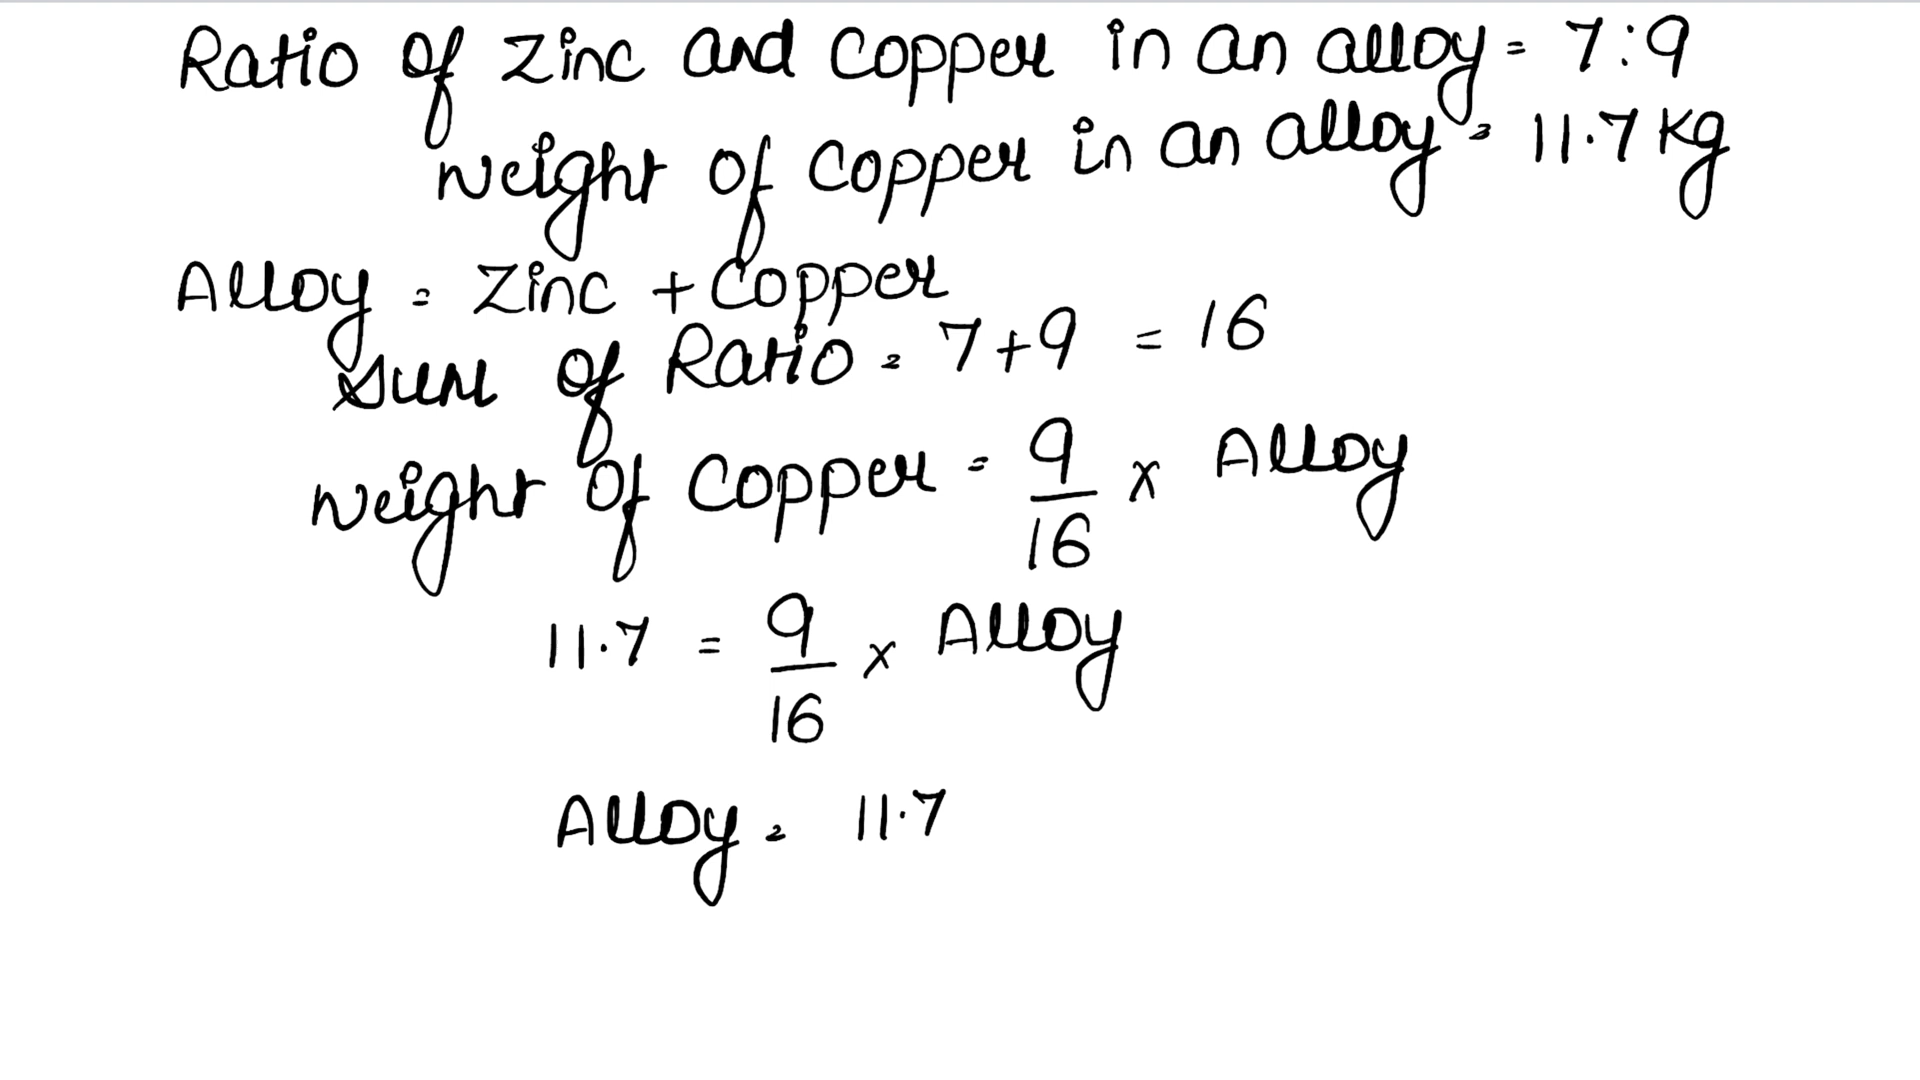 Ratio of Zinc and Copper in an alloy = 7:9
Weight of Copper in an alloy = 11.7 kg
Alloy = Zinc + Copper
Sum of Ratio = 7+9 = 16
Weight of Copper = 9/16 x Alloy
11.7 = 9/16 x Alloy
Alloy = 11.7